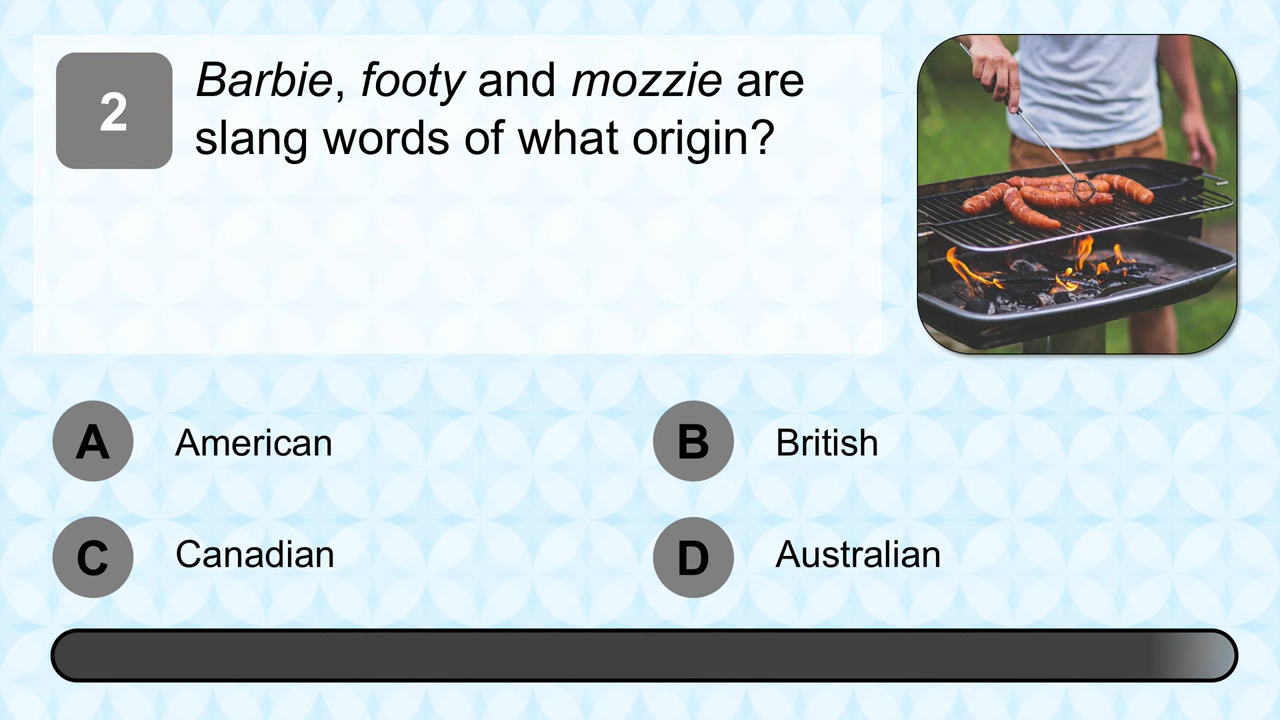 2
Barbie, footy and mozzie are
slang words of what origin?
A American
B British
C Canadian
D Australian